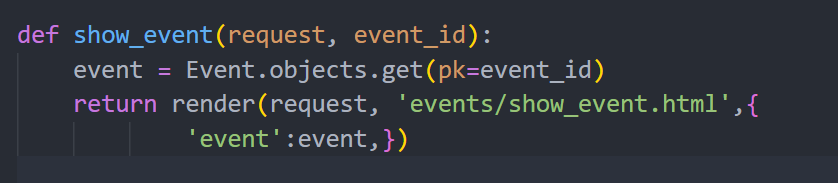 def show_event(request, event_id):
    event = Event.objects.get(pk=event_id)
    return render(request, 'events/show_event.html',{
            'event':event,})